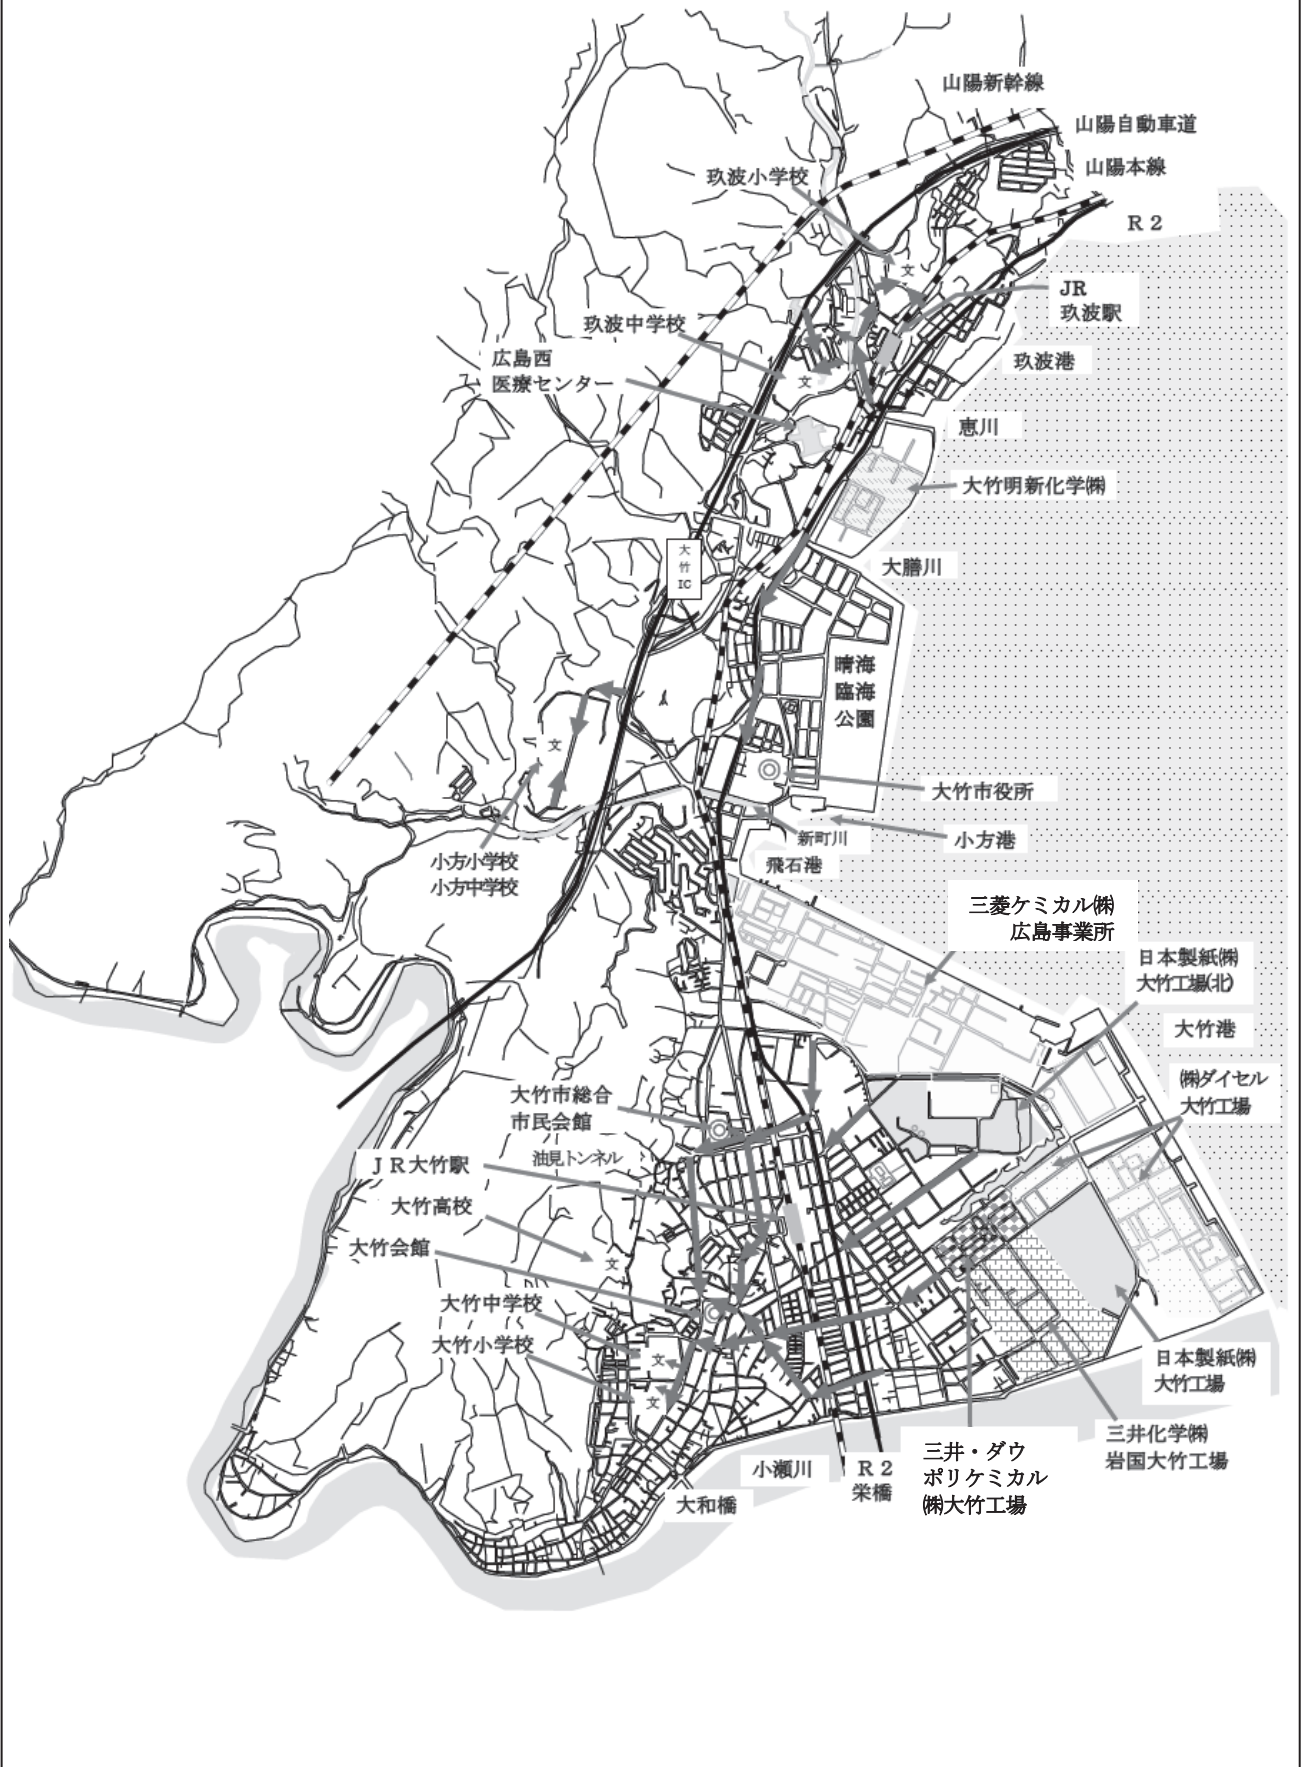 山陽新幹線
山陽自動車道
山陽本線
R 2
玖波小学校
文
JR
玖波駅
玖波中学校
文
広島西
医療センター
玖波港
恵川
大竹明新化学㈱
大膳川
大
竹
IC
晴海
臨海
公園
文
大竹市役所
新町川
小方港
飛石港
小方小学校
小方中学校
三菱ケミカル㈱
広島事業所
日本製紙㈱
大竹工場(北)
大竹港
㈱ダイセル
大竹工場
大竹市総合
市民会館
油見トンネル
JR大竹駅
大竹高校
文
大竹会館
大竹中学校
文
大竹小学校
文
日本製紙㈱
大竹工場
三井化学㈱
岩国大竹工場
三井・ダウ
ポリケミカル
㈱大竹工場
小瀬川
R 2
栄橋
大和橋